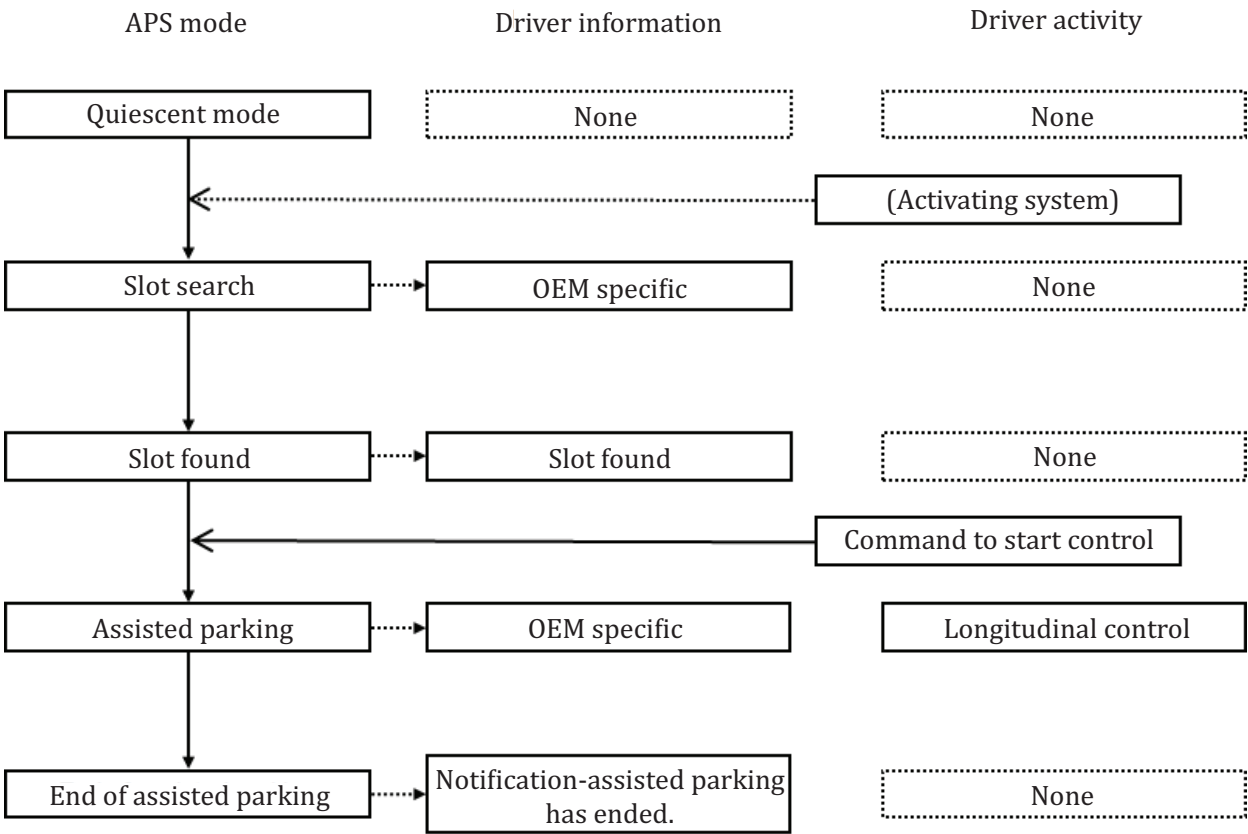 APS mode
Driver information
Driver activity
Quiescent mode
None
None
(Activating system)
Slot search
OEM specific
None
Slot found
Slot found
None
Command to start control
Assisted parking
OEM specific
Longitudinal control
End of assisted parking
Notification-assisted parking
has ended.
None